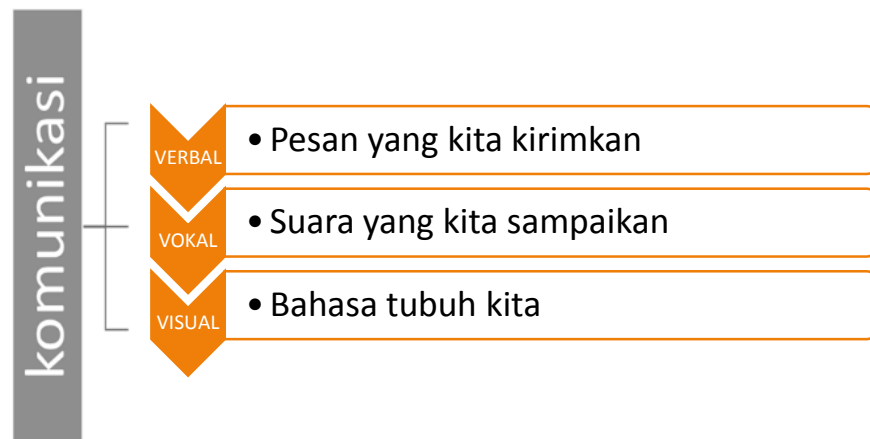 komunikasi
VERBAL
• Pesan yang kita kirimkan
VOKAL
• Suara yang kita sampaikan
VISUAL
• Bahasa tubuh kita